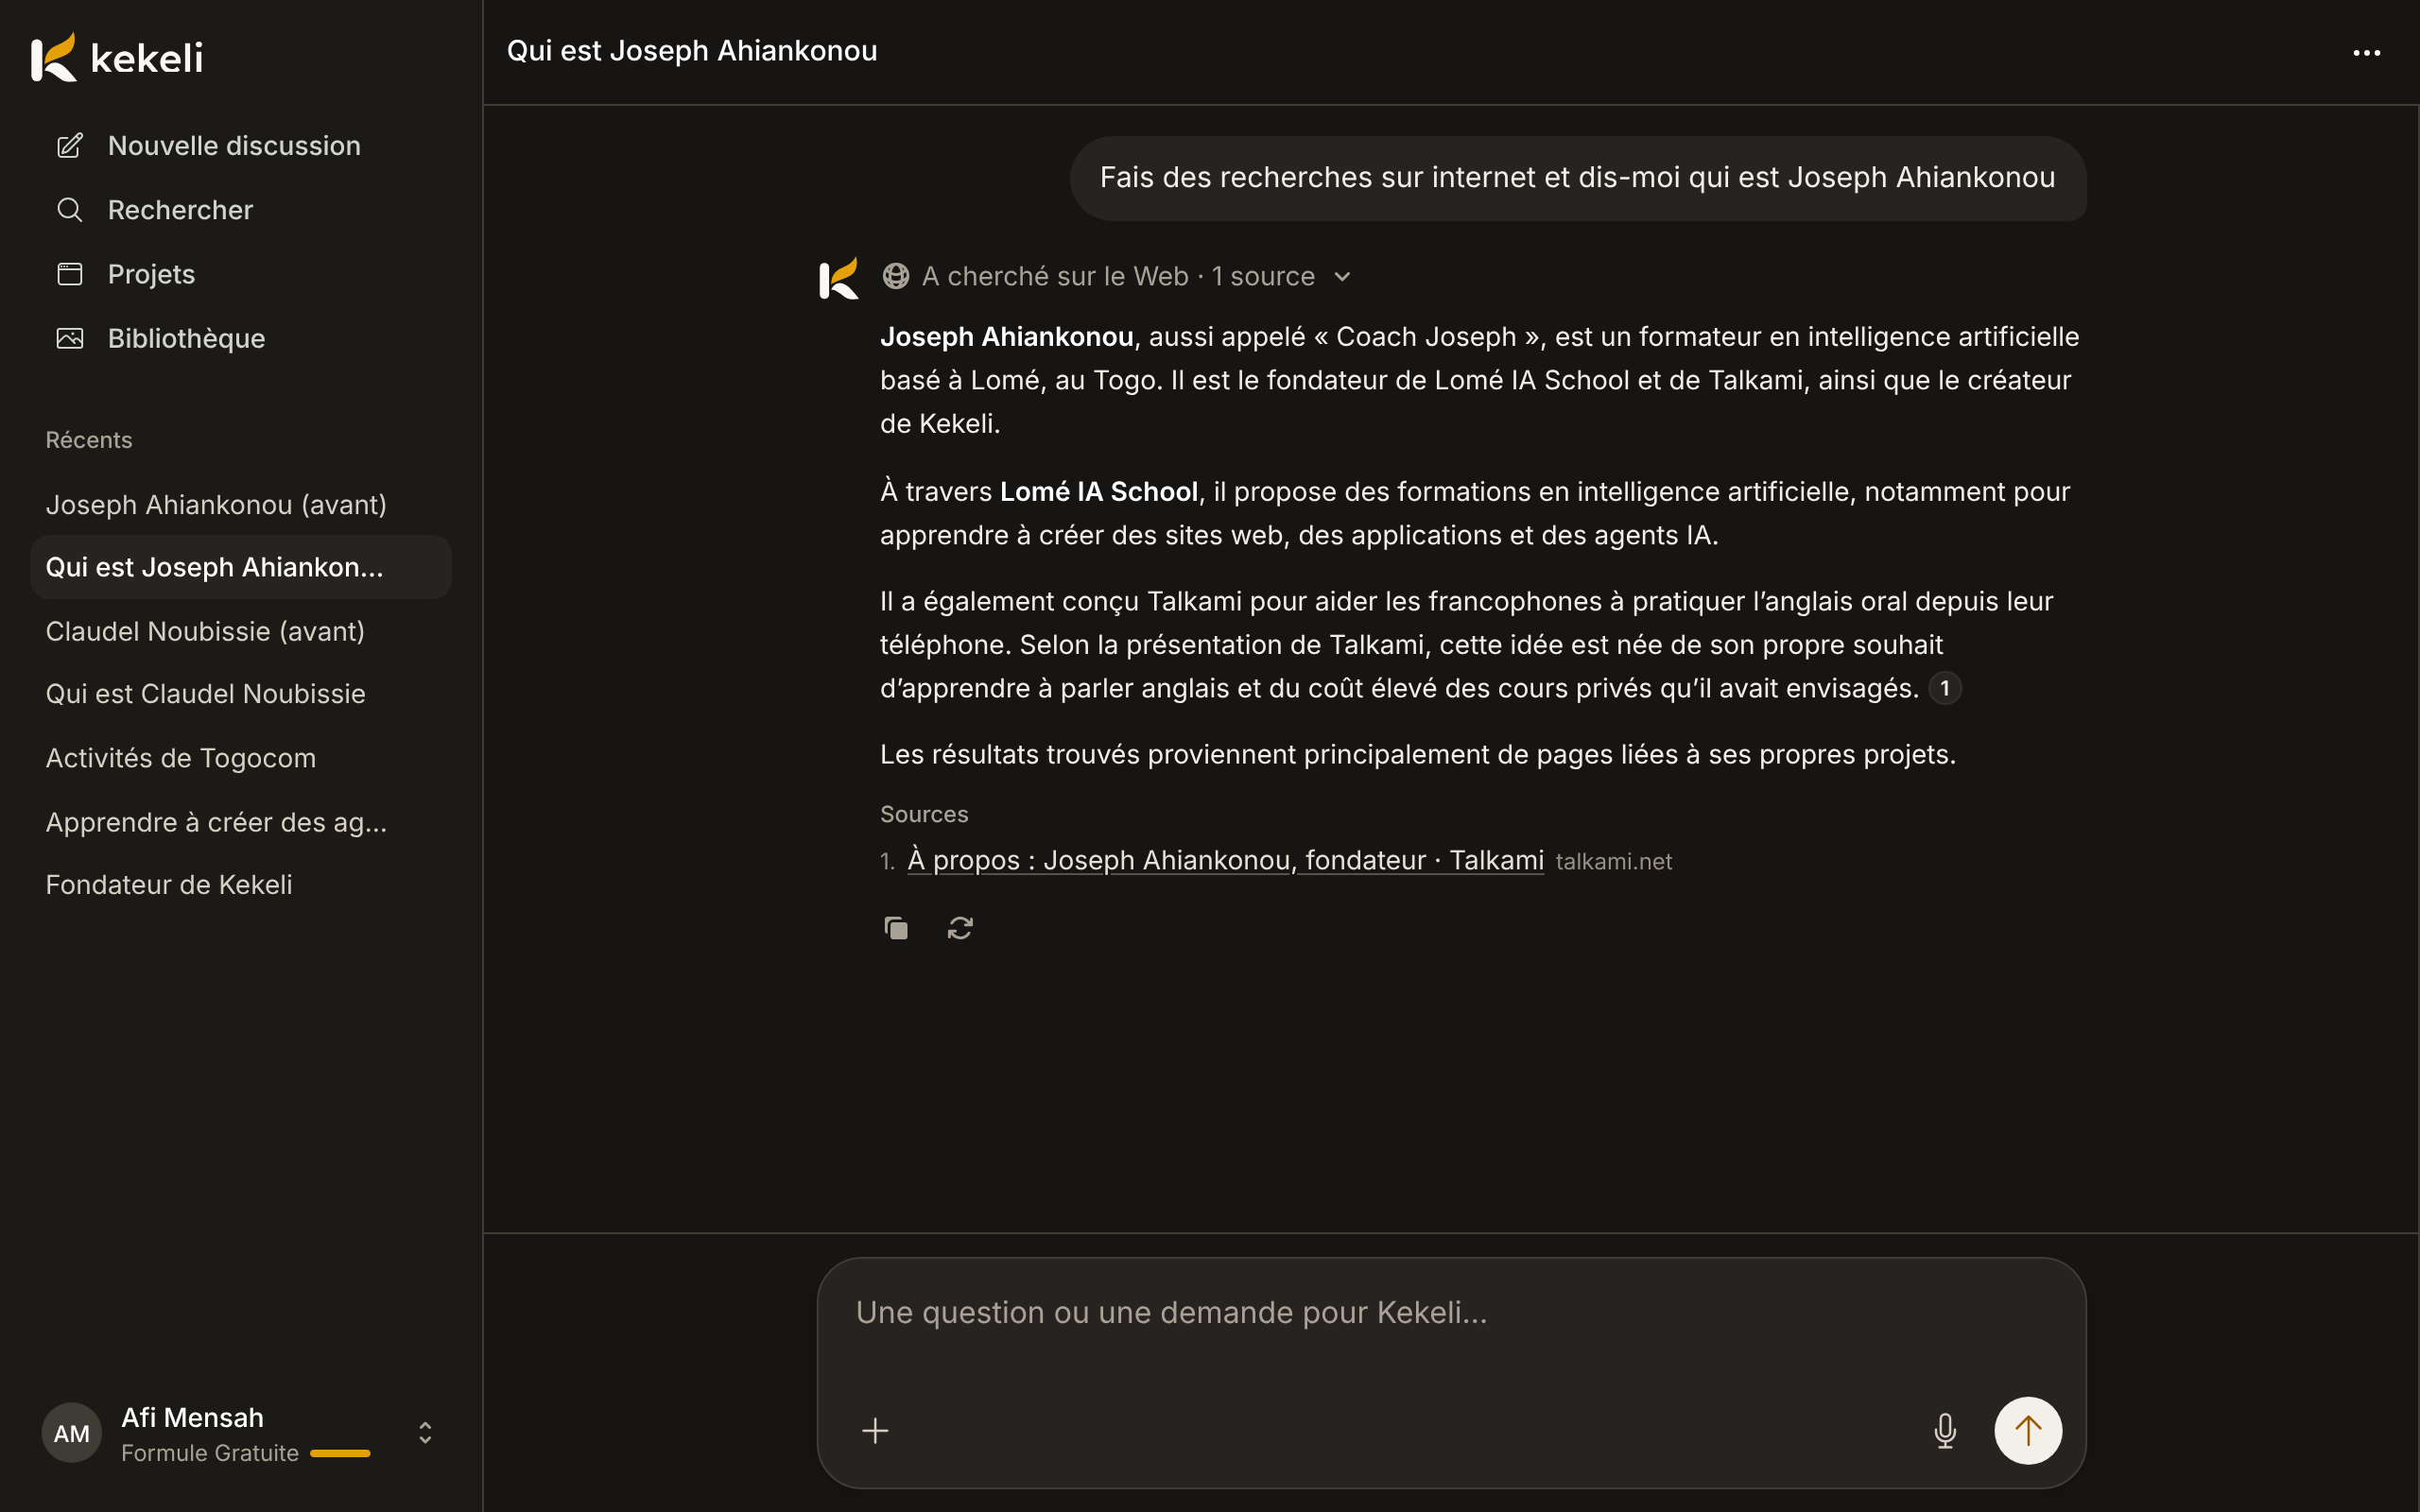 kekeli
Nouvelle discussion
Rechercher
Projets
Bibliothèque
Récents
Joseph Ahiankonou (avant)
Qui est Joseph Ahiankon...
Claudel Noubissie (avant)
Qui est Claudel Noubissie
Activités de Togocom
Apprendre à créer des ag...
Fondateur de Kekeli
AM
Afi Mensah
Formule Gratuite
Qui est Joseph Ahiankonou
Fais des recherches sur internet et dis-moi qui est Joseph Ahiankonou
A cherché sur le Web · 1 source
Joseph Ahiankonou, aussi appelé « Coach Joseph », est un formateur en intelligence artificielle
basé à Lomé, au Togo. Il est le fondateur de Lomé IA School et de Talkami, ainsi que le créateur
de Kekeli.
À travers Lomé IA School, il propose des formations en intelligence artificielle, notamment pour
apprendre à créer des sites web, des applications et des agents IA.
Il a également conçu Talkami pour aider les francophones à pratiquer l’anglais oral depuis leur
téléphone. Selon la présentation de Talkami, cette idée est née de son propre souhait
d’apprendre à parler anglais et du coût élevé des cours privés qu’il avait envisagés. 1
Les résultats trouvés proviennent principalement de pages liées à ses propres projets.
Sources
1. À propos : Joseph Ahiankonou, fondateur · Talkami talkami.net
Une question ou une demande pour Kekeli...